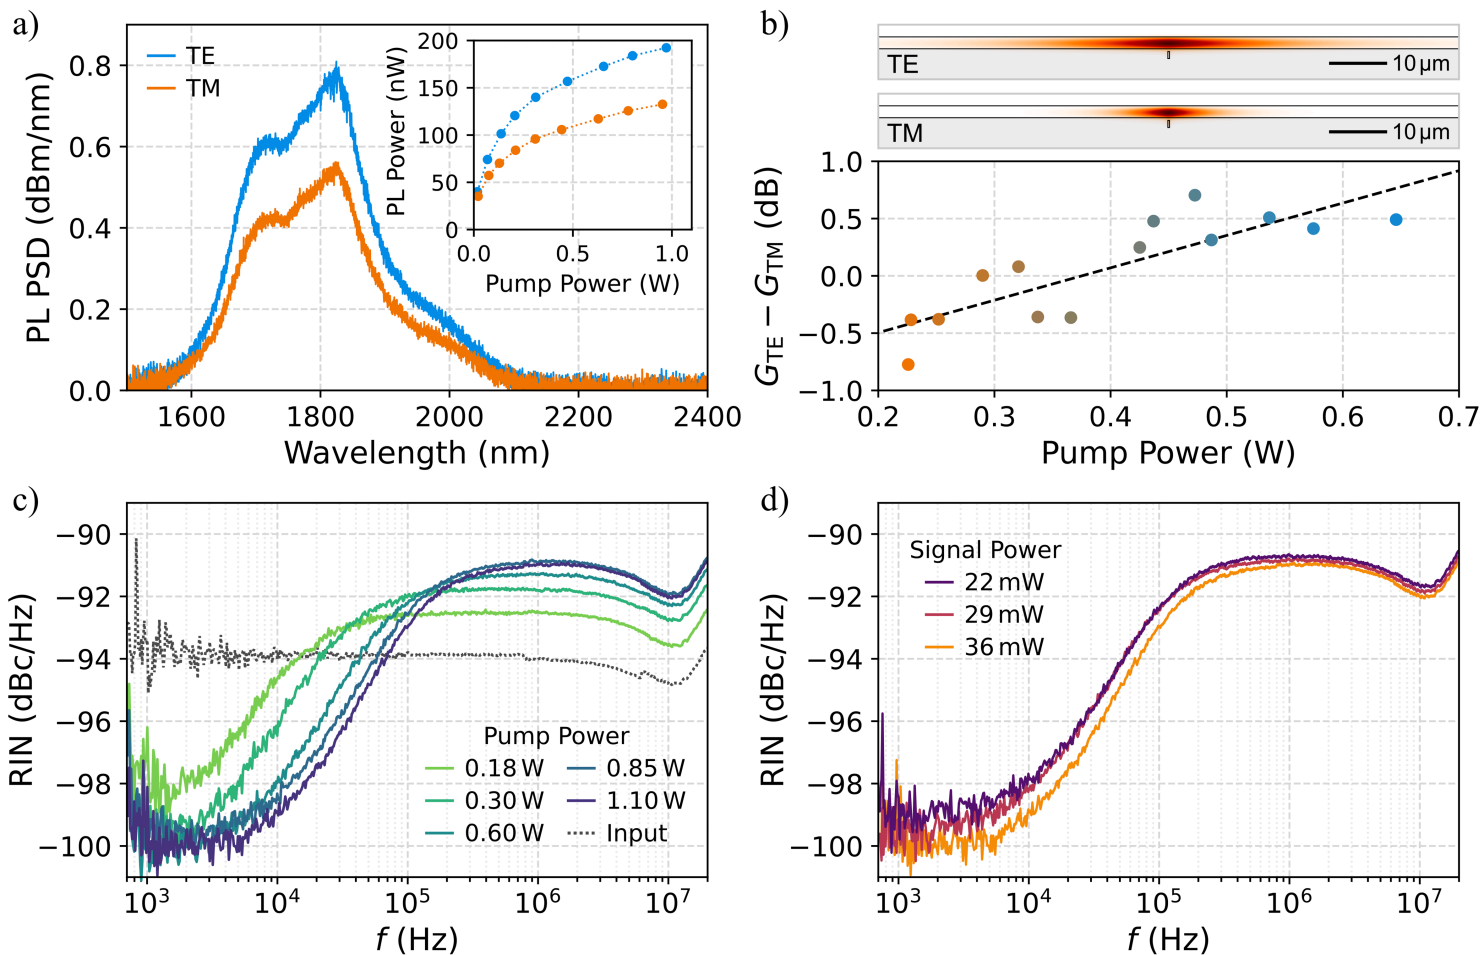 a)
TE
TM
PL PSD (dBm/nm)
0.8
0.6
0.4
0.2
0.0
1600 1800 2000 2200 2400
Wavelength (nm)
PL Power (nW)
200
150
100
50
0
0.0 0.5 1.0
Pump Power (W)
b)
TE
10 μm
TM
10 μm
G_TE − G_TM (dB)
1.0
0.5
0.0
−0.5
−1.0
0.2 0.3 0.4 0.5 0.6 0.7
Pump Power (W)
c)
RIN (dBc/Hz)
−90
−92
−94
−96
−98
−100
Pump Power
0.18 W 0.85 W
0.30 W 1.10 W
0.60 W Input
10³ 10⁴ 10⁵ 10⁶ 10⁷
f (Hz)
d)
RIN (dBc/Hz)
−90
−92
−94
−96
−98
−100
Signal Power
22 mW
29 mW
36 mW
10³ 10⁴ 10⁵ 10⁶ 10⁷
f (Hz)